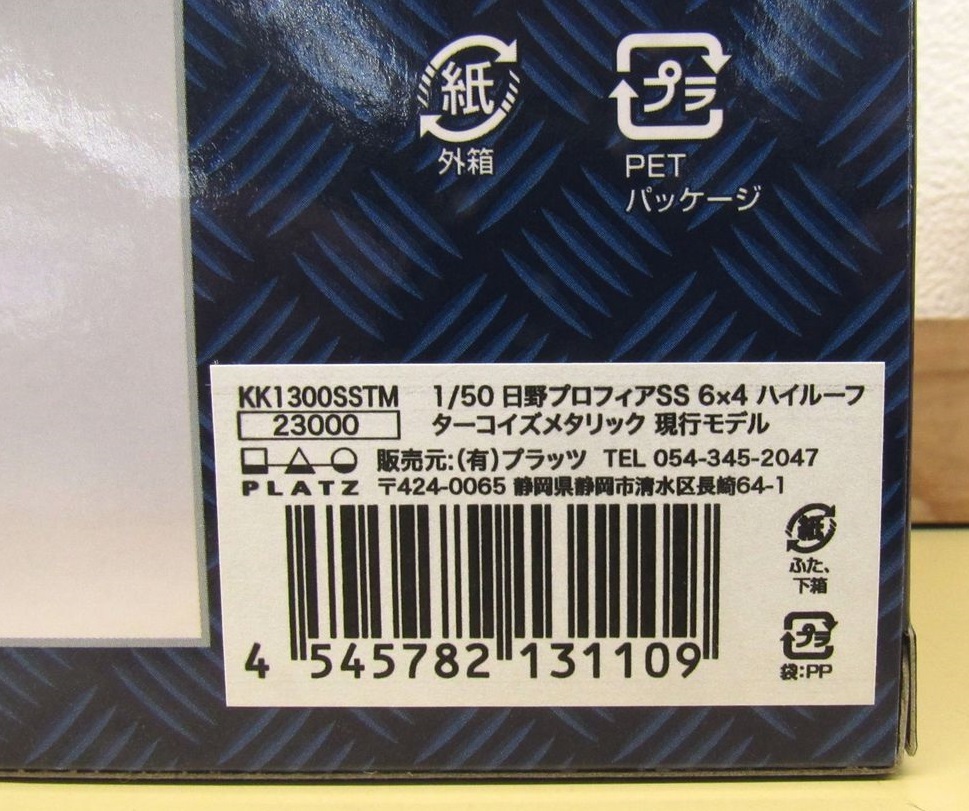 紙
プラ
外箱
PET
パッケージ
KK1300SSTM 1/50 日野プロフィアSS 6×4 ハイルーフ
23000 ターコイズメタリック 現行モデル
販売元:(有)プラッツ TEL 054-345-2047
PLATZ 〒424-0065 静岡県静岡市清水区長崎64-1
紙
ふた、
下箱
プラ
袋:PP
4 545782 131109